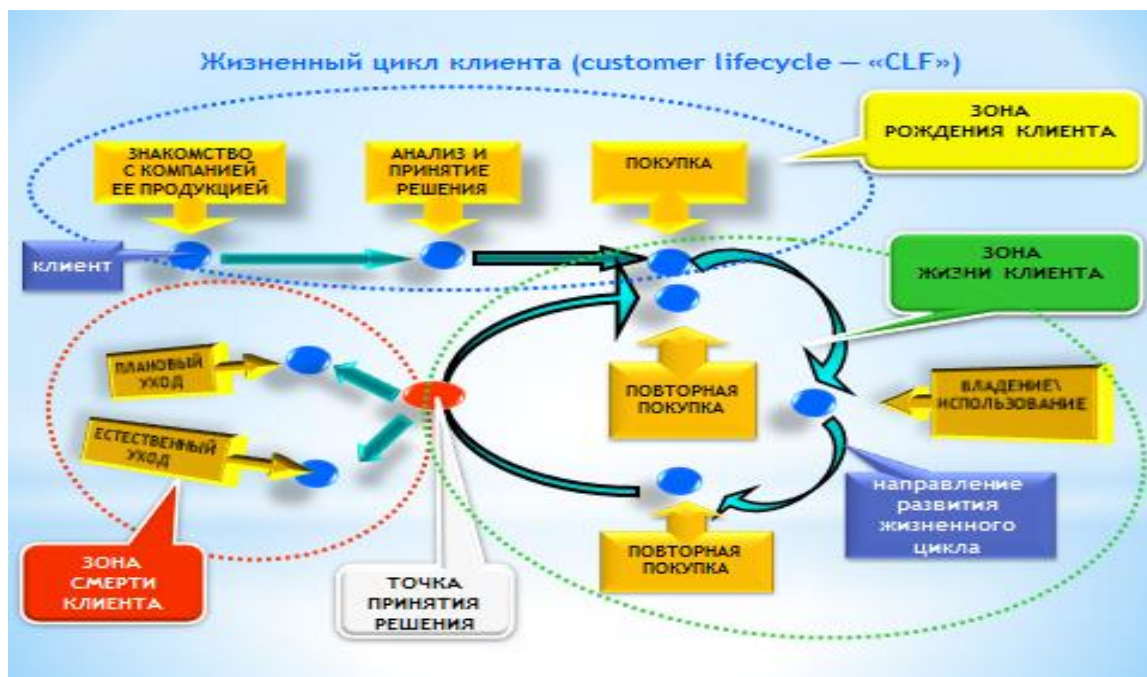 Жизненный цикл клиента (customer lifecycle — «CLF»)
ЗОНА
РОЖДЕНИЯ КЛИЕНТА
ЗНАКОМСТВО
С КОМПАНИЕЙ
ЕЕ ПРОДУКЦИЕЙ
АНАЛИЗ И
ПРИНЯТИЕ
РЕШЕНИЯ
ПОКУПКА
клиент
ЗОНА
ЖИЗНИ КЛИЕНТА
ПЛАНОВЫЙ
УХОД
ПОВТОРНАЯ
ПОКУПКА
ВЛАДЕНИЕ\
ИСПОЛЬЗОВАНИЕ
ЕСТЕСТВЕННЫЙ
УХОД
направление
развития
жизненного
цикла
ЗОНА
СМЕРТИ
КЛИЕНТА
ТОЧКА
ПРИНЯТИЯ
РЕШЕНИЯ
ПОВТОРНАЯ
ПОКУПКА